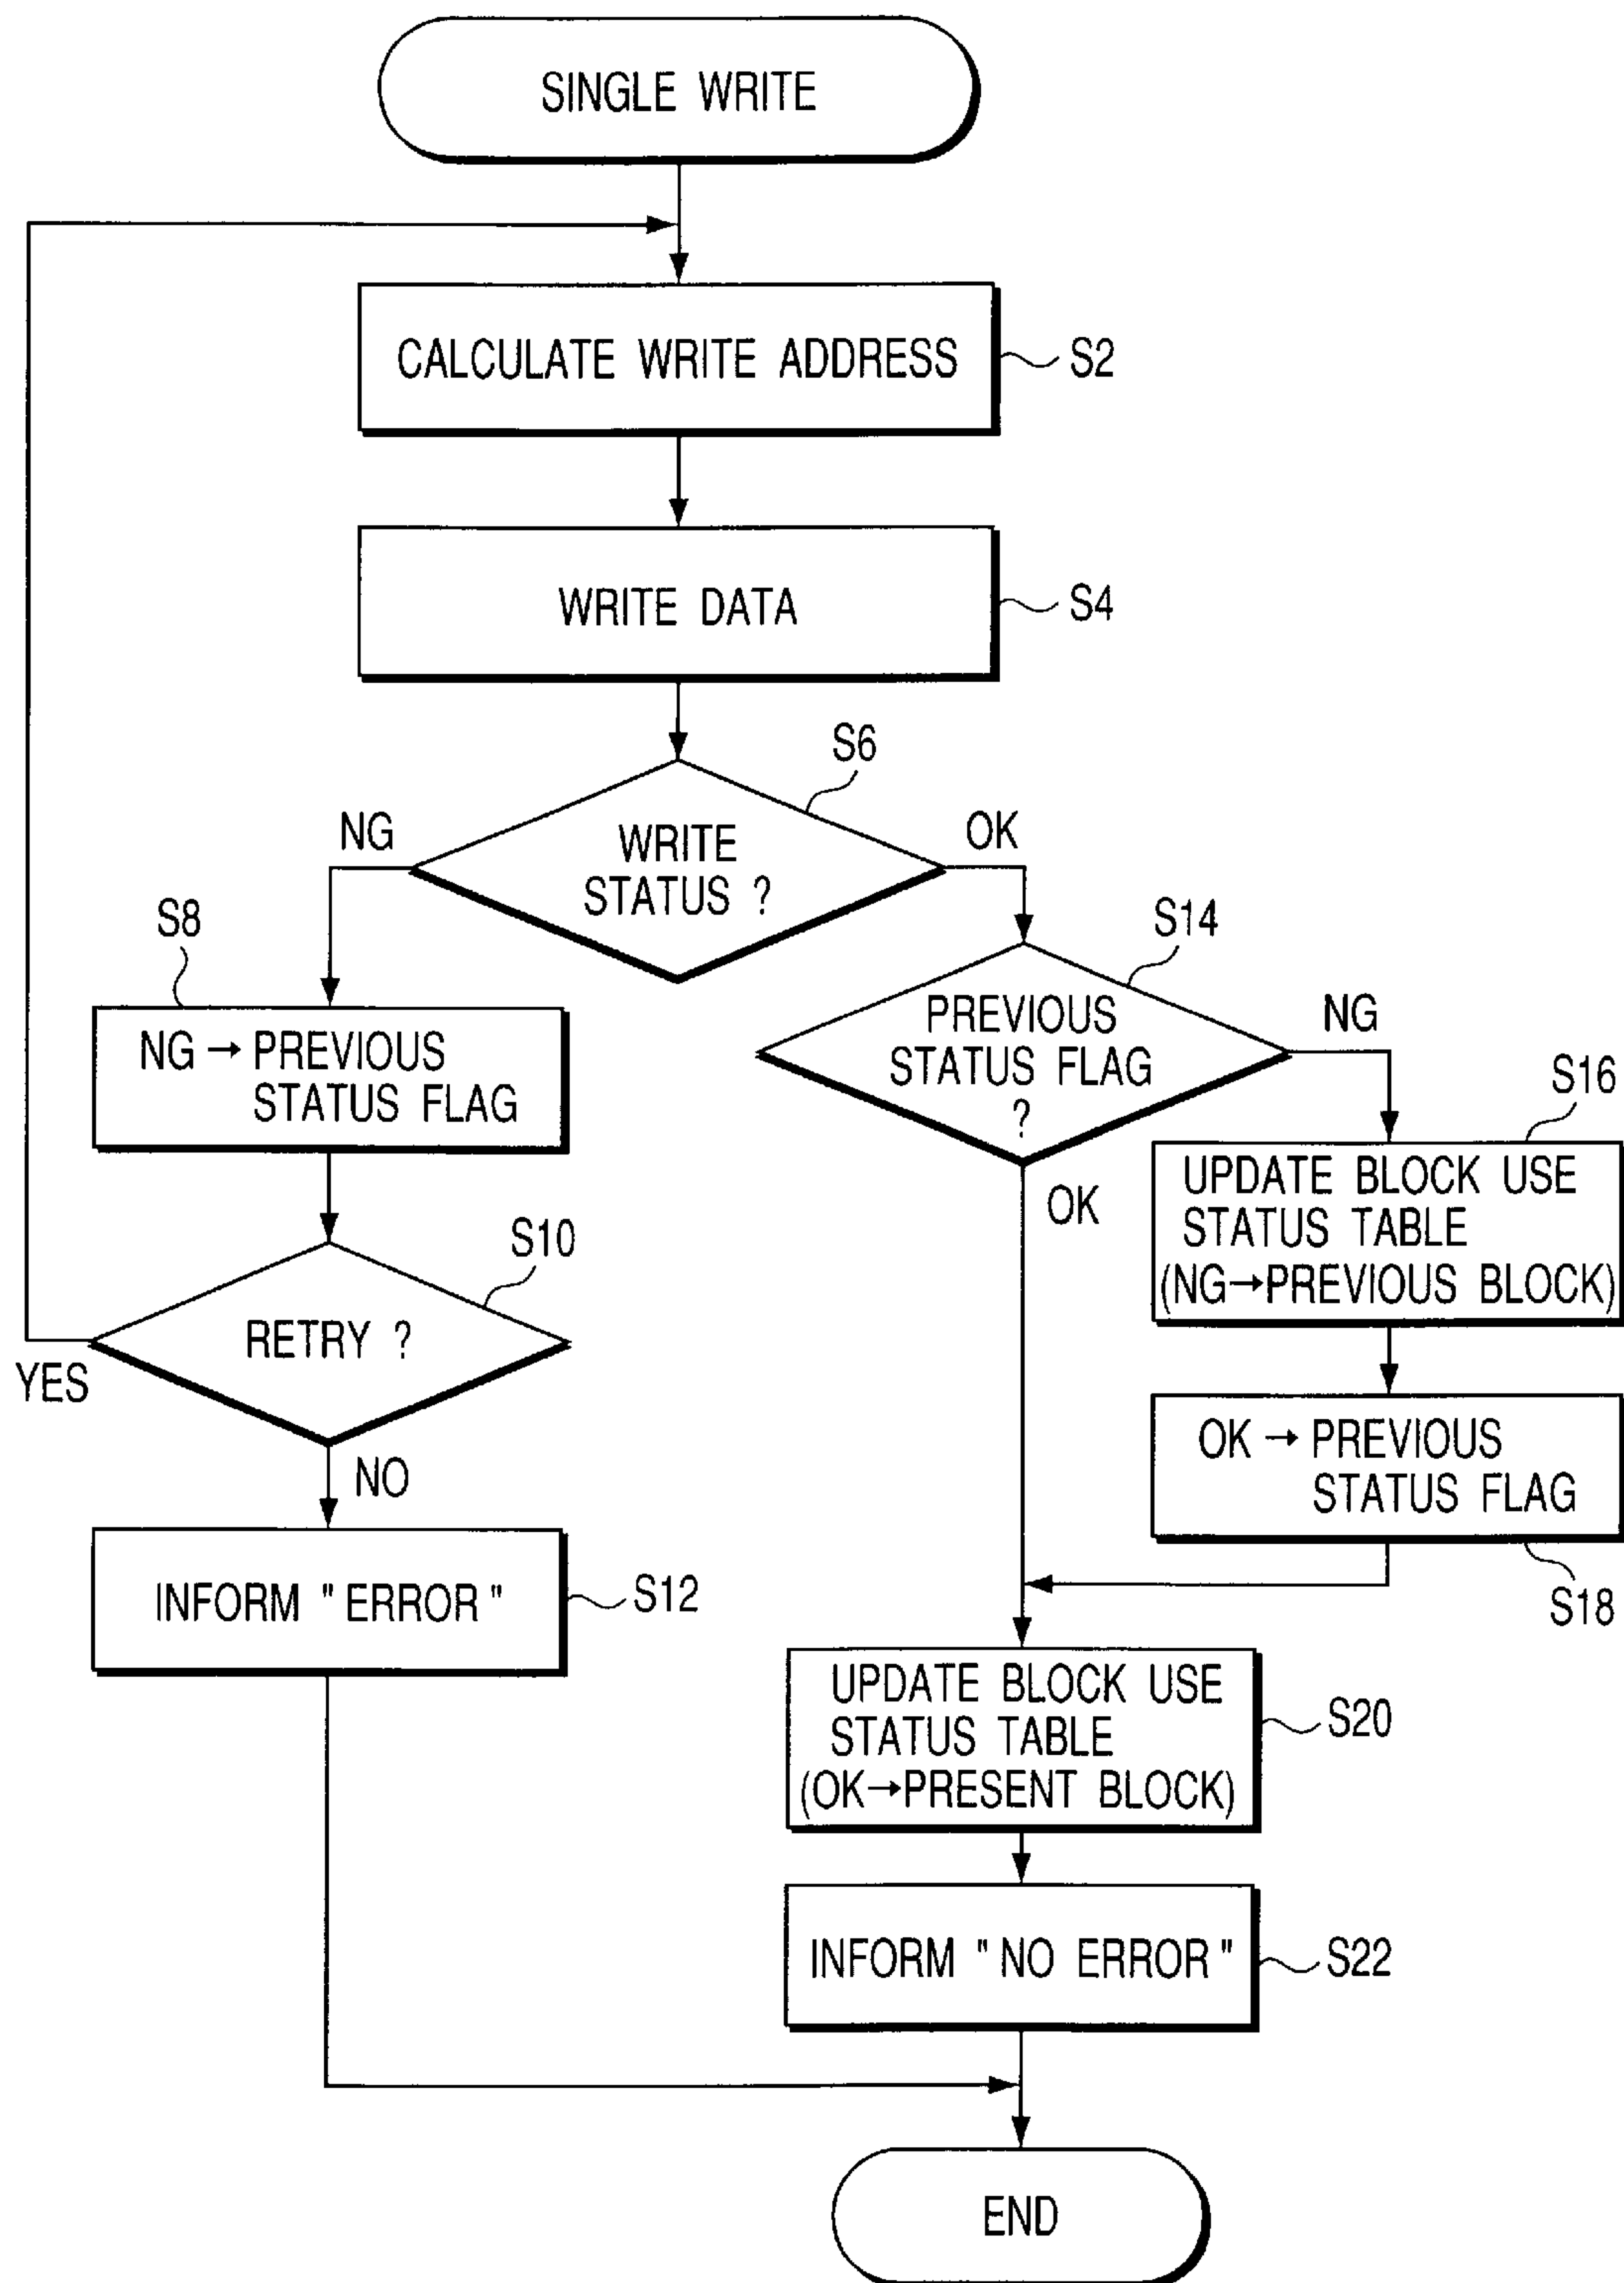 SINGLE WRITE
CALCULATE WRITE ADDRESS
S2
WRITE DATA
S4
S6
NG
WRITE
STATUS ?
OK
S8
S14
NG → PREVIOUS
STATUS FLAG
PREVIOUS
STATUS FLAG
?
NG
OK
S16
UPDATE BLOCK USE
STATUS TABLE
(NG→PREVIOUS BLOCK)
S10
RETRY ?
YES
NO
OK → PREVIOUS
STATUS FLAG
S18
INFORM "ERROR"
S12
UPDATE BLOCK USE
STATUS TABLE
(OK→PRESENT BLOCK)
S20
INFORM "NO ERROR"
S22
END